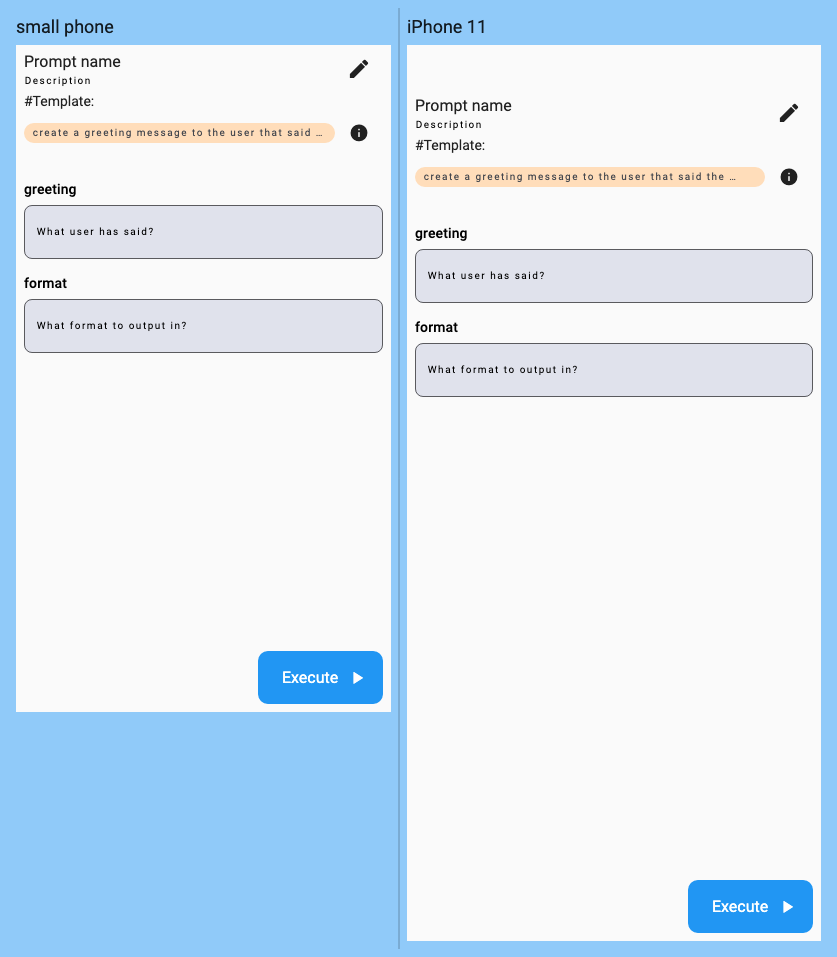 small phone
Prompt name
Description
#Template:
create a greeting message to the user that said …
greeting
What user has said?
format
What format to output in?
Execute
iPhone 11
Prompt name
Description
#Template:
create a greeting message to the user that said the …
greeting
What user has said?
format
What format to output in?
Execute